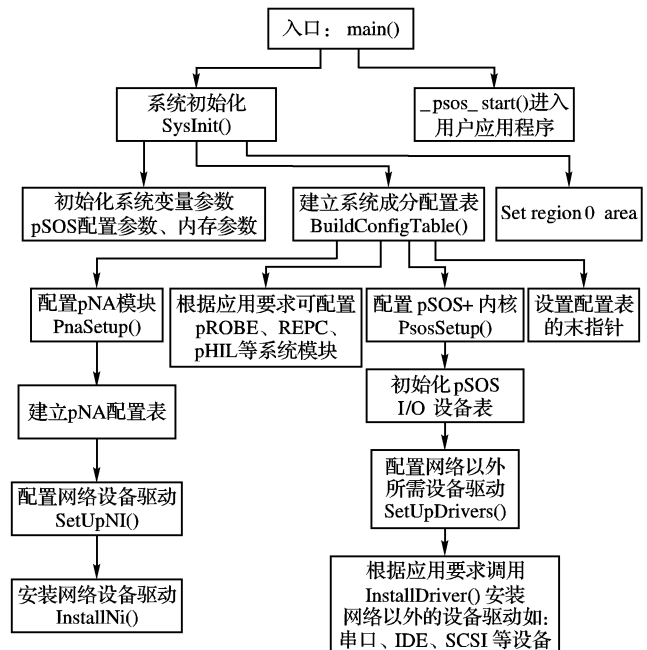 入口：main()
系统初始化
SysInit()
_psos_start()进入
用户应用程序
初始化系统变量参数
pSOS配置参数、内存参数
建立系统成分配置表
BuildConfigTable()
Set region 0 area
配置pNA模块
PnaSetup()
根据应用要求可配置
pROBE、REPC、
pHIL等系统模块
配置 pSOS+ 内核
PsosSetup()
设置配置表
的末指针
建立pNA配置表
初始化 pSOS
I/O 设备表
配置网络设备驱动
SetUpNI()
配置网络以外
所需设备驱动
SetUpDrivers()
安装网络设备驱动
InstallNi()
根据应用要求调用
InstallDriver() 安装
网络以外的设备驱动如：
串口、IDE、SCSI 等设备